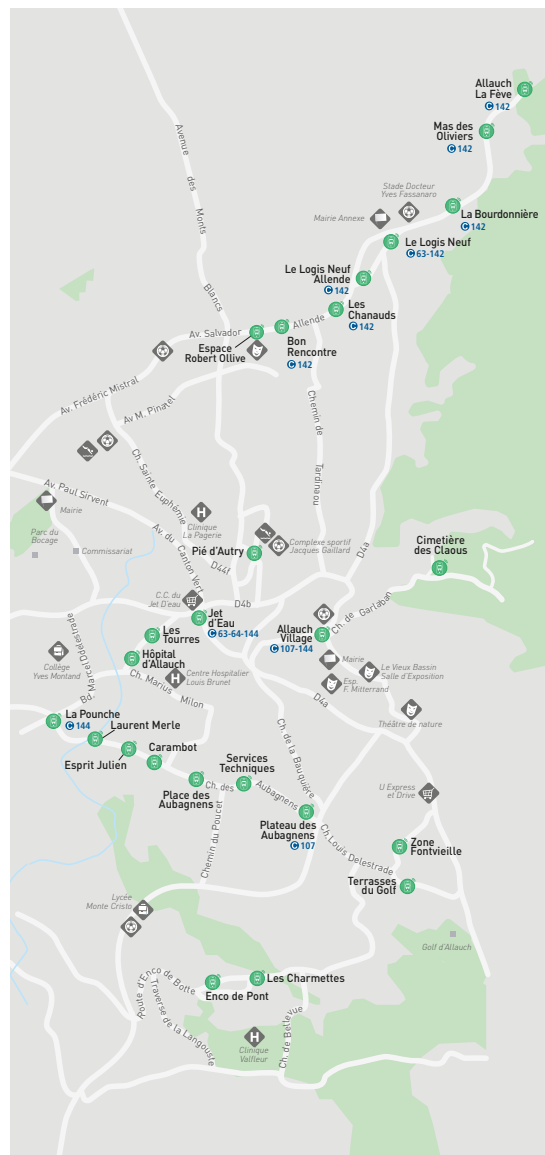 Allauch
La Fève
C 142
Mas des
Oliviers
C 142
Stade Docteur
Yves Fassanaro
Mairie Annexe
La Bourdonnière
C 142
Le Logis Neuf
C 63-142
Avenue des Monts Blancs
Le Logis Neuf
Allende
C 142
Les
Chanauds
C 142
Av. Salvador Allende
Espace
Robert Ollive
Bon
Rencontre
C 142
Av. Frédéric Mistral
Av M. Pinatel
Chemin de Tardinaou
Ch. Sainte Euphémie
Av. Paul Sirvent
Mairie
Parc du
Bocage
Commissariat
Av. du Canton Vert
H
Clinique
La Pagerie
Complexe sportif
Jacques Gaillard
Pié d'Autry
D44f
D4a
Cimetière
des Claous
C.C. du
Jet D'eau
D4b
Jet
d'Eau
C 63-64-144
Ch. de Garlaban
Allauch
Village
C 107-144
Les
Tourres
Hôpital
d'Allauch
Collège
Yves Montand
Bd. Marcel Delestrade
H
Centre Hospitalier
Louis Brunet
Ch. Marius Milon
Mairie
Esp.
F. Mitterrand
Le Vieux Bassin
Salle d'Exposition
D4a
Théâtre de nature
La Pounche
C 144
Laurent Merle
Esprit Julien
Carambot
Services
Techniques
Ch. de la Bauquière
Place des
Aubagnens
Ch. des Aubagnens
U Express
et Drive
Plateau des
Aubagnens
C 107
Chemin du Poucet
Ch. Louis Delestrade
Zone
Fontvieille
Terrasses
du Golf
Lycée
Monte Cristo
Golf d'Allauch
Route d'Enco de Botte
Les Charmettes
Enco de Pont
Traverse de la Langouste
Ch. de Bellevue
H
Clinique
Valfleur